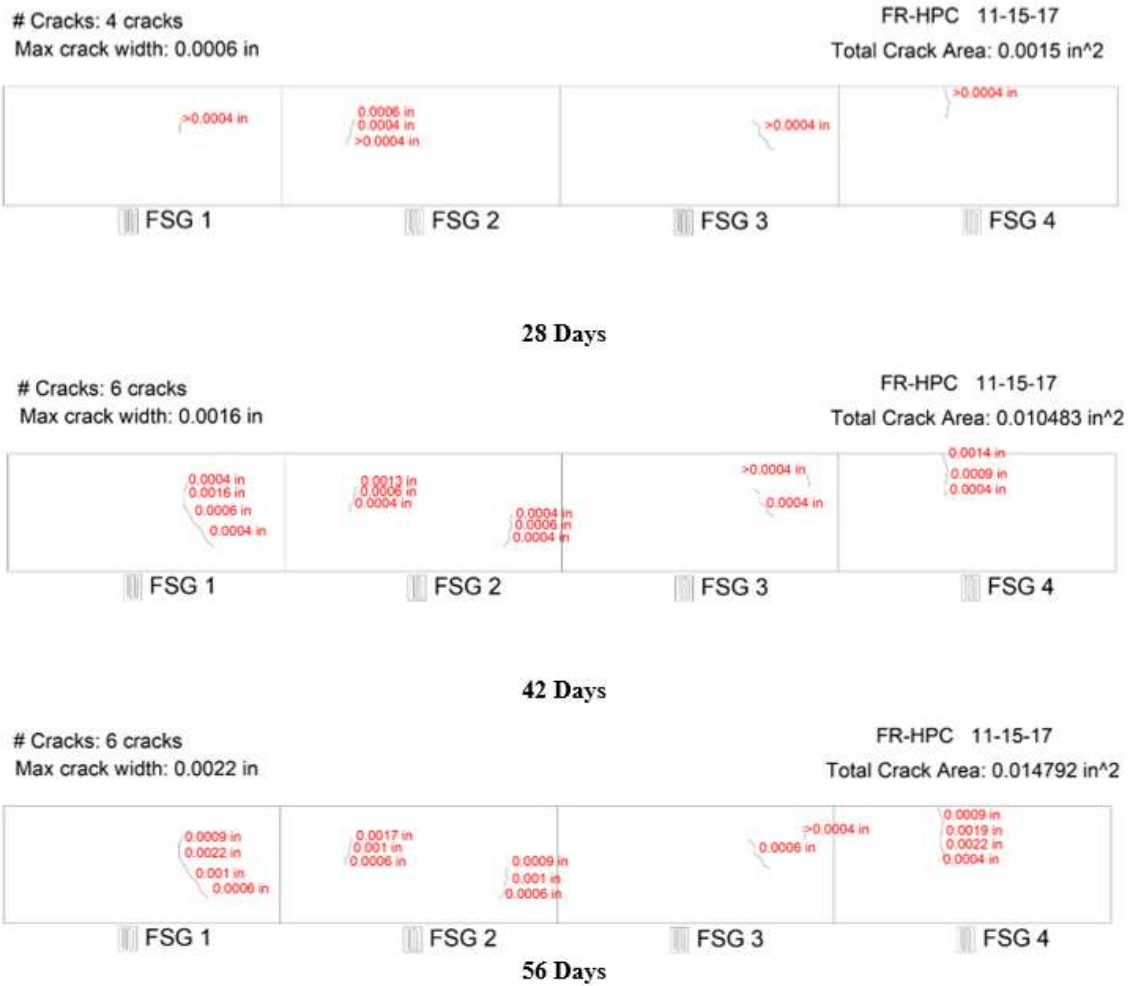 # Cracks: 4 cracks
FR-HPC 11-15-17
Max crack width: 0.0006 in
Total Crack Area: 0.0015 in^2
>0.0004 in
0.0006 in
0.0004 in
>0.0004 in
>0.0004 in
>0.0004 in
FSG 1
FSG 2
FSG 3
FSG 4
28 Days
# Cracks: 6 cracks
FR-HPC 11-15-17
Max crack width: 0.0016 in
Total Crack Area: 0.010483 in^2
0.0004 in
0.0016 in
0.0006 in
0.0004 in
0.0013 in
0.0006 in
0.0004 in
0.0004 in
0.0006 in
0.0004 in
>0.0004 in
0.0004 in
0.0014 in
0.0009 in
0.0004 in
FSG 1
FSG 2
FSG 3
FSG 4
42 Days
# Cracks: 6 cracks
FR-HPC 11-15-17
Max crack width: 0.0022 in
Total Crack Area: 0.014792 in^2
0.0009 in
0.0022 in
0.001 in
0.0006 in
0.0017 in
0.001 in
0.0006 in
0.0009 in
0.001 in
0.0006 in
>0.0004 in
0.0006 in
0.0009 in
0.0019 in
0.0022 in
0.0004 in
FSG 1
FSG 2
FSG 3
FSG 4
56 Days